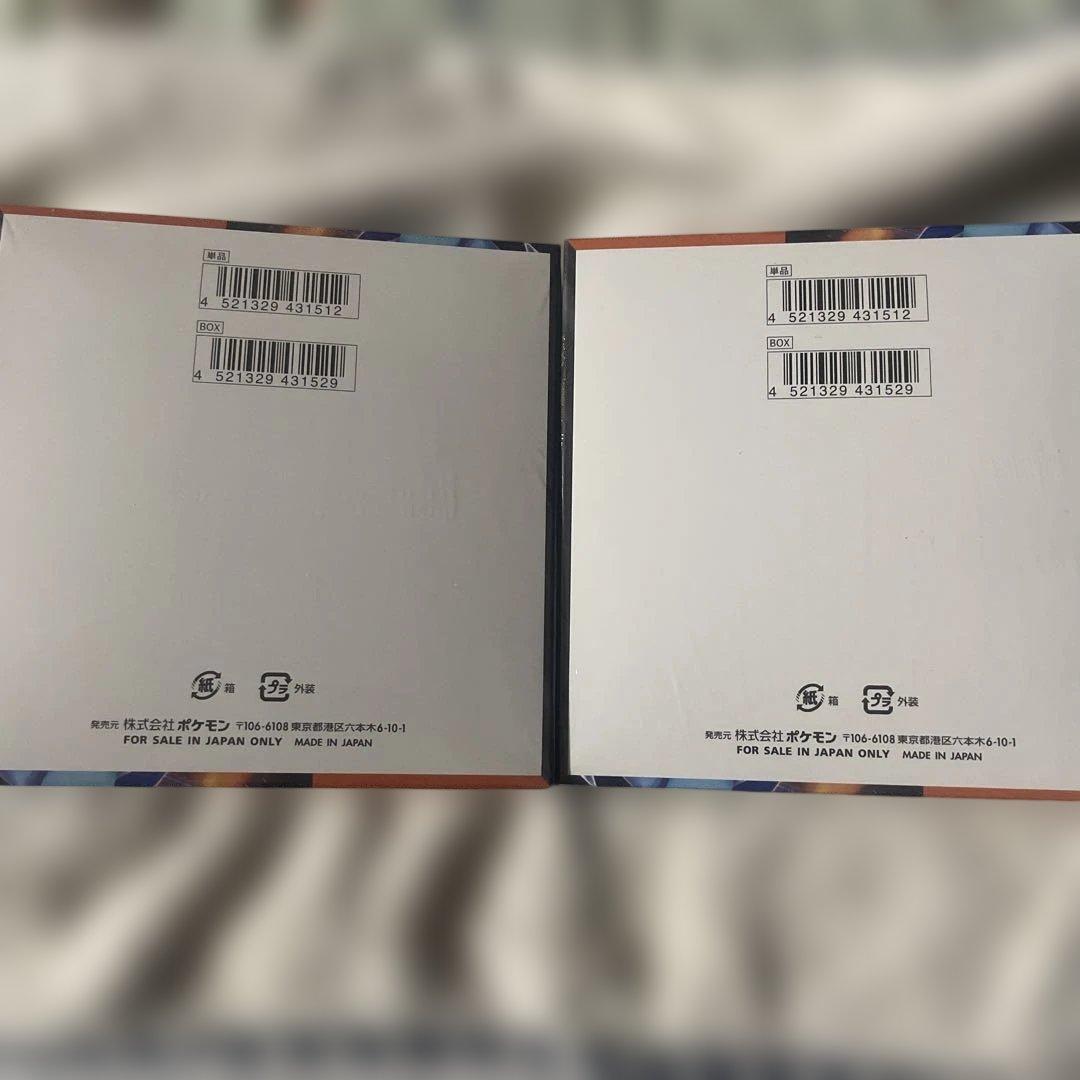 単品
4 521329 431512
BOX
4 521329 431529
紙 箱 プラ 外装
発売元 株式会社 ポケモン 〒106-6108 東京都港区六本木6-10-1
FOR SALE IN JAPAN ONLY MADE IN JAPAN
単品
4 521329 431512
BOX
4 521329 431529
紙 箱 プラ 外装
発売元 株式会社 ポケモン 〒106-6108 東京都港区六本木6-10-1
FOR SALE IN JAPAN ONLY MADE IN JAPAN